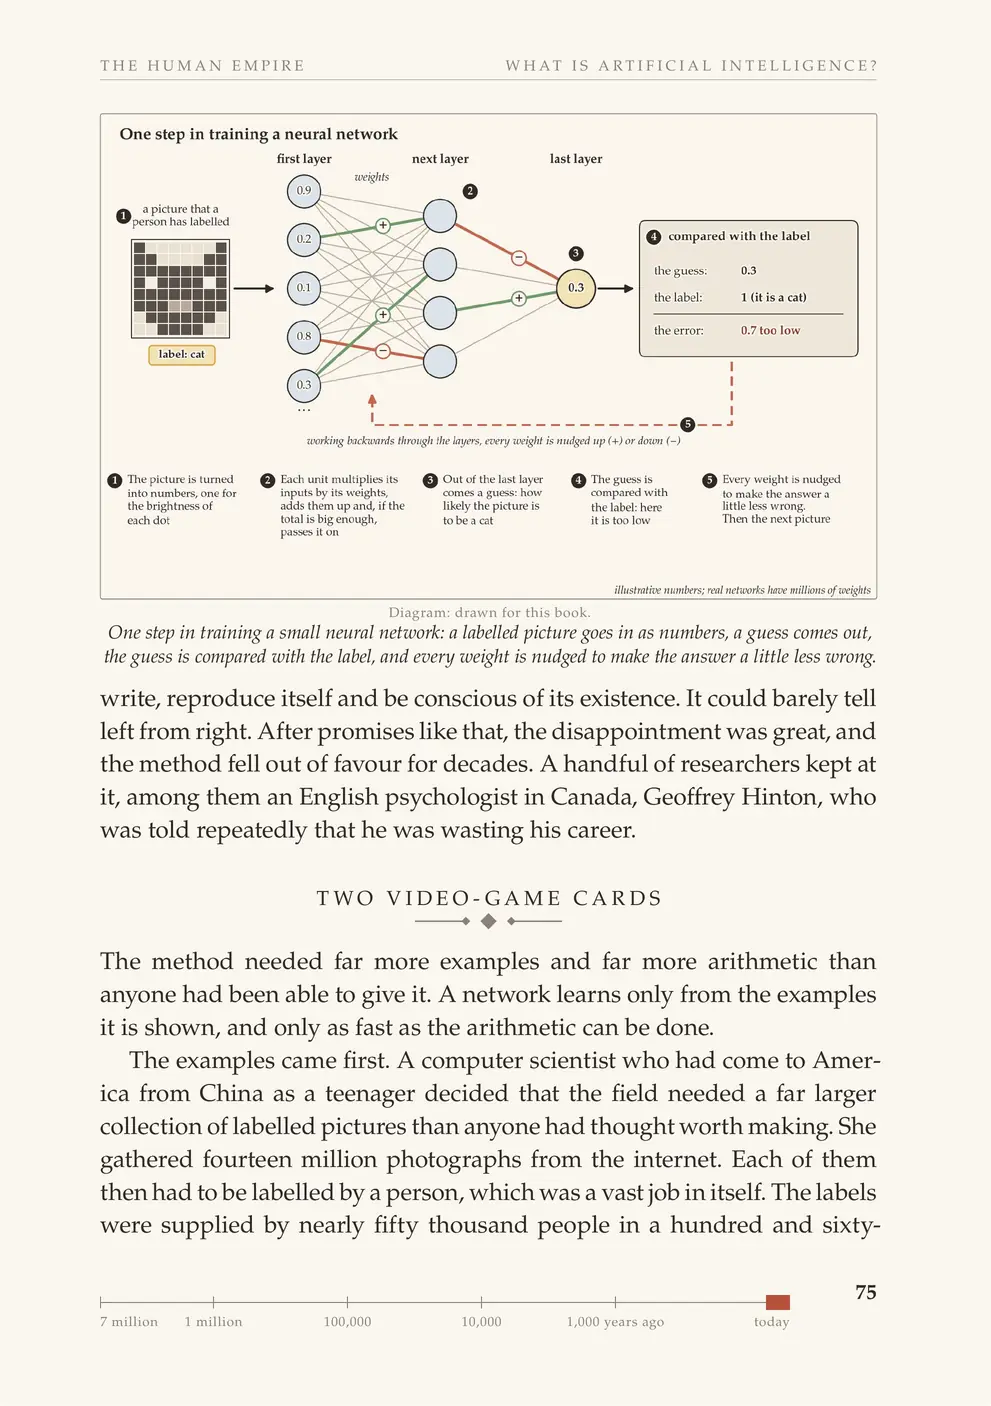 THE HUMAN EMPIRE
WHAT IS ARTIFICIAL INTELLIGENCE?
One step in training a neural network
first layer
next layer
last layer
weights
1
a picture that a
person has labelled
label: cat
0.9
0.2
0.1
0.8
0.3
...
+
+
−
2
−
+
3
0.3
4 compared with the label
the guess: 0.3
the label: 1 (it is a cat)
the error: 0.7 too low
5
working backwards through the layers, every weight is nudged up (+) or down (−)
1 The picture is turned
into numbers, one for
the brightness of
each dot
2 Each unit multiplies its
inputs by its weights,
adds them up and, if the
total is big enough,
passes it on
3 Out of the last layer
comes a guess: how
likely the picture is
to be a cat
4 The guess is
compared with
the label: here
it is too low
5 Every weight is nudged
to make the answer a
little less wrong.
Then the next picture
illustrative numbers; real networks have millions of weights
Diagram: drawn for this book.
One step in training a small neural network: a labelled picture goes in as numbers, a guess comes out,
the guess is compared with the label, and every weight is nudged to make the answer a little less wrong.
write, reproduce itself and be conscious of its existence. It could barely tell
left from right. After promises like that, the disappointment was great, and
the method fell out of favour for decades. A handful of researchers kept at
it, among them an English psychologist in Canada, Geoffrey Hinton, who
was told repeatedly that he was wasting his career.
TWO VIDEO-GAME CARDS
The method needed far more examples and far more arithmetic than
anyone had been able to give it. A network learns only from the examples
it is shown, and only as fast as the arithmetic can be done.
The examples came first. A computer scientist who had come to Amer-
ica from China as a teenager decided that the field needed a far larger
collection of labelled pictures than anyone had thought worth making. She
gathered fourteen million photographs from the internet. Each of them
then had to be labelled by a person, which was a vast job in itself. The labels
were supplied by nearly fifty thousand people in a hundred and sixty-
75
7 million
1 million
100,000
10,000
1,000 years ago
today